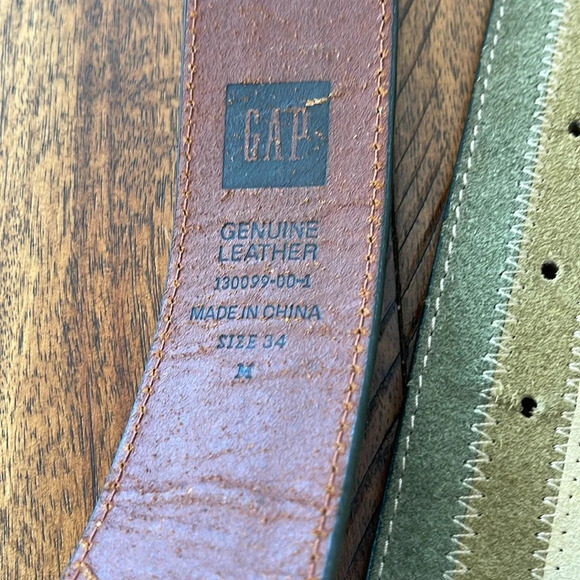 GAP
GENUINE
LEATHER
130099-00-1
MADE IN CHINA
SIZE 34
M